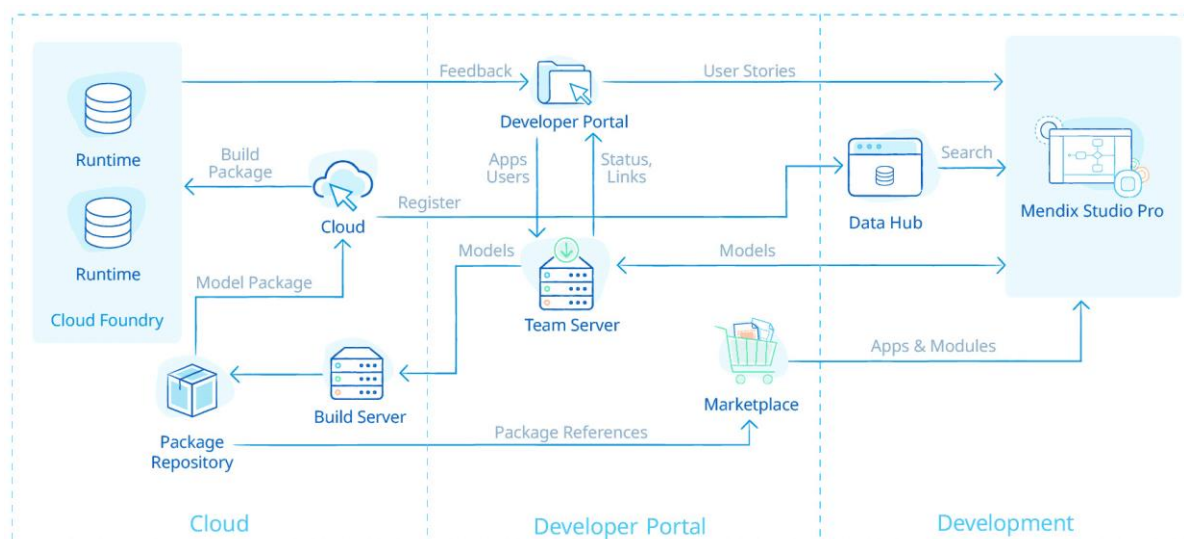 Feedback
User Stories
Runtime
Developer Portal
Build
Package
Apps
Users
Status,
Links
Search
Cloud
Register
Data Hub
Mendix Studio Pro
Runtime
Models
Models
Model Package
Cloud Foundry
Team Server
Apps & Modules
Build Server
Marketplace
Package
Repository
Package References
Cloud
Developer Portal
Development